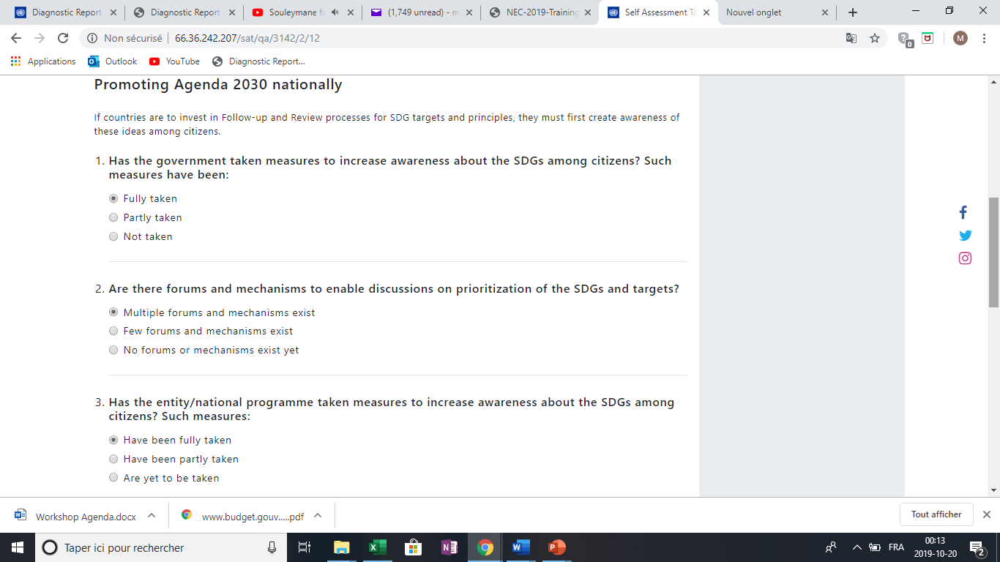 Diagnostic Report
Diagnostic Report
Souleymane fa
(1,749 unread) - m
NEC-2019-Training
Self Assessment To
Nouvel onglet
Non sécurisé
66.36.242.207/sat/qa/3142/2/12
M
0
Applications
Outlook
YouTube
Diagnostic Report...
Promoting Agenda 2030 nationally
If countries are to invest in Follow-up and Review processes for SDG targets and principles, they must first create awareness of
these ideas among citizens.
1. Has the government taken measures to increase awareness about the SDGs among citizens? Such
measures have been:
Fully taken
Partly taken
Not taken
2. Are there forums and mechanisms to enable discussions on prioritization of the SDGs and targets?
Multiple forums and mechanisms exist
Few forums and mechanisms exist
No forums or mechanisms exist yet
3. Has the entity/national programme taken measures to increase awareness about the SDGs among
citizens? Such measures:
Have been fully taken
Have been partly taken
Are yet to be taken
Workshop Agenda.docx
www.budget.gouv.....pdf
Tout afficher
Taper ici pour rechercher
FRA
00:13
2019-10-20
2